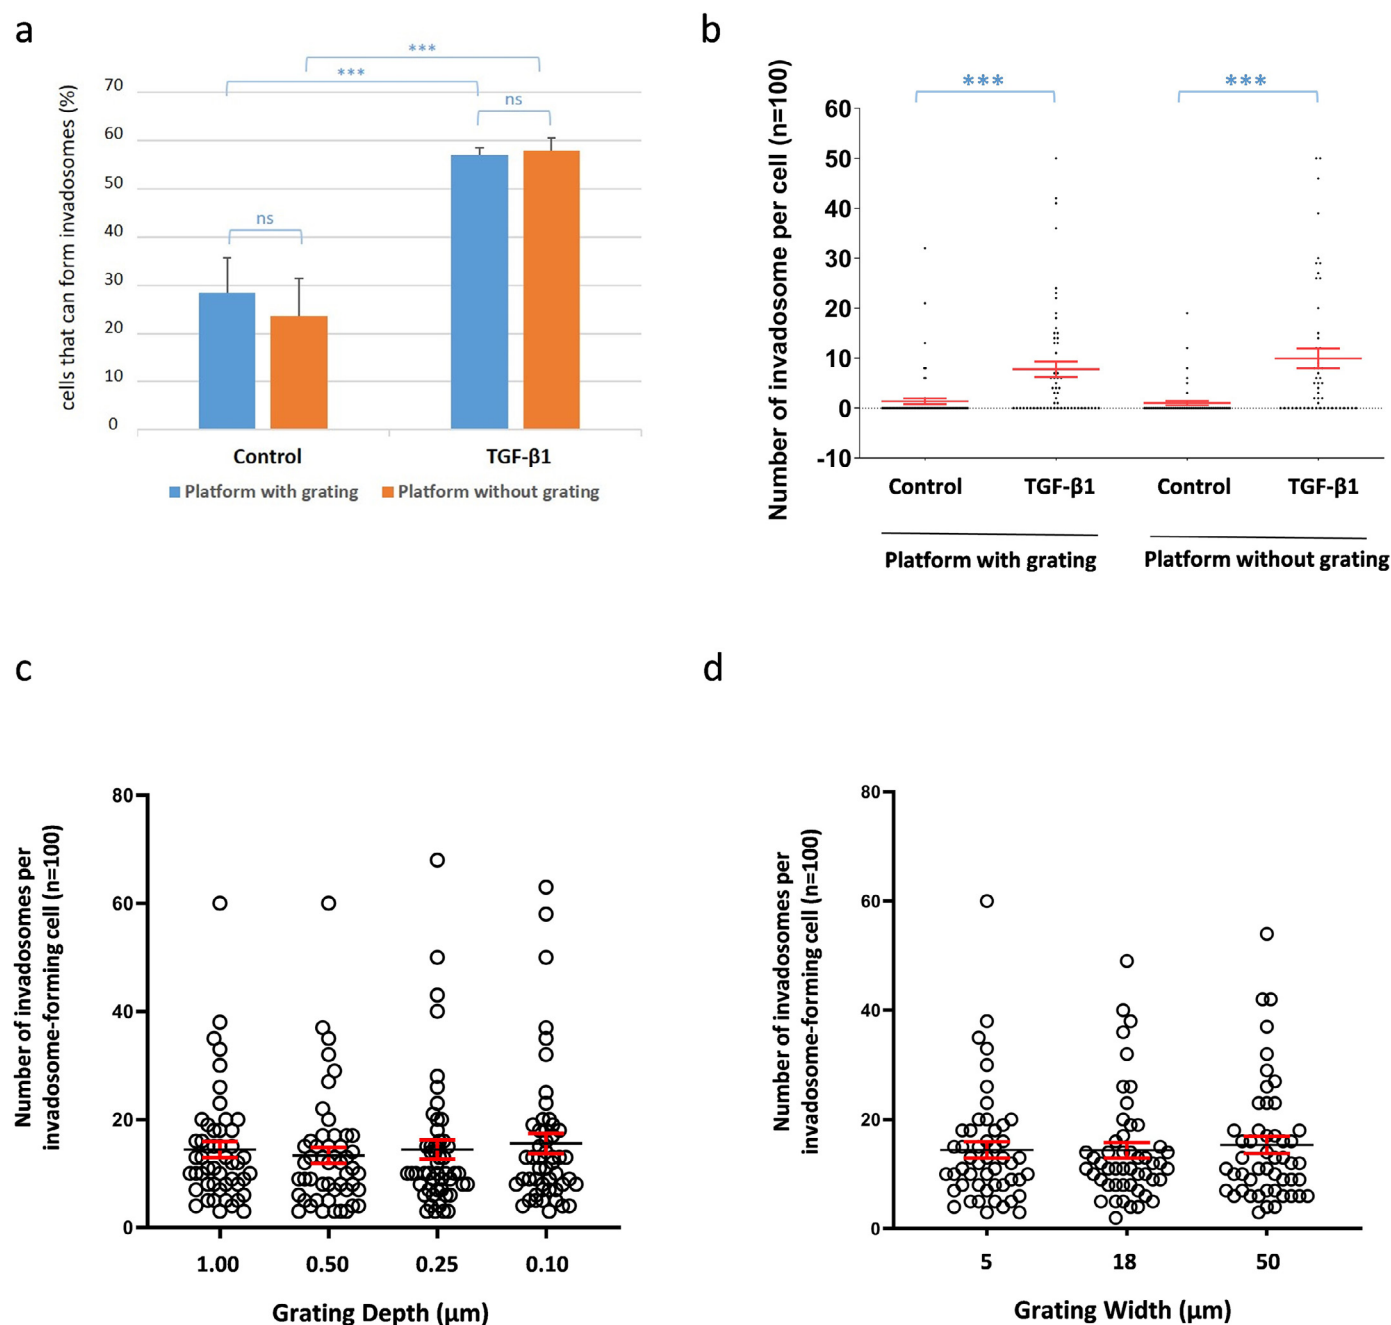 a
cells that can form invadosomes (%)
70
60
50
40
30
20
10
0
***
***
ns
ns
Control
TGF-β1
Platform with grating
Platform without grating
b
Number of invadosome per cell (n=100)
60
50
40
30
20
10
0
-10
***
***
Control
TGF-β1
Control
TGF-β1
Platform with grating
Platform without grating
c
Number of invadosomes per
invadosome-forming cell (n=100)
80
60
40
20
0
1.00
0.50
0.25
0.10
Grating Depth (μm)
d
Number of invadosomes per
invadosome-forming cell (n=100)
80
60
40
20
0
5
18
50
Grating Width (μm)